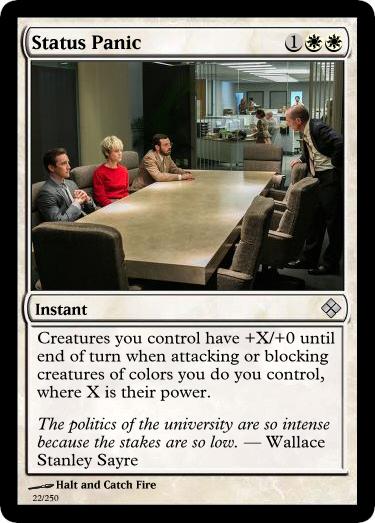 Status Panic 1
Instant
Creatures you control have +X/+0 until
end of turn when attacking or blocking
creatures of colors you do you control,
where X is their power.
The politics of the university are so intense
because the stakes are so low. — Wallace
Stanley Sayre
Halt and Catch Fire
22/250